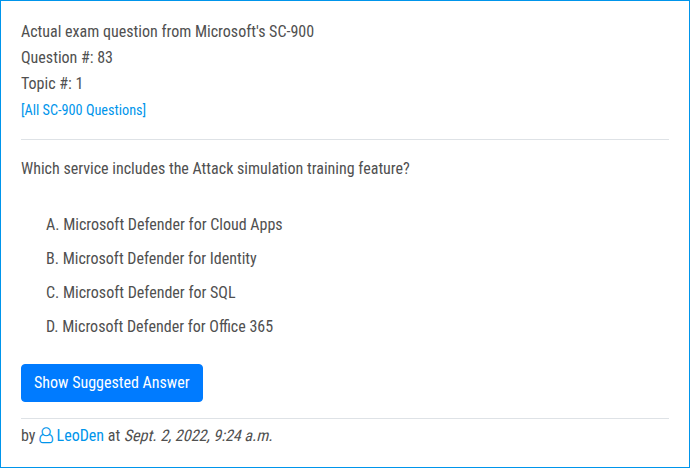 Actual exam question from Microsoft's SC-900
Question #: 83
Topic #: 1
[All SC-900 Questions]
Which service includes the Attack simulation training feature?
A. Microsoft Defender for Cloud Apps
B. Microsoft Defender for Identity
C. Microsoft Defender for SQL
D. Microsoft Defender for Office 365
Show Suggested Answer
by LeoDen at Sept. 2, 2022, 9:24 a.m.